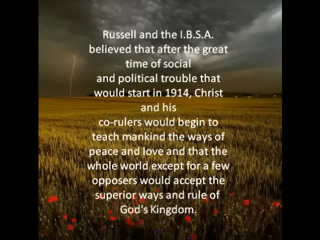 Russell and the I.B.S.A.
believed that after the great
time of social
and political trouble that
would start in 1914, Christ
and his
co-rulers would begin to
teach mankind the ways of
peace and love and that the
whole world except for a few
opposers would accept the
superior ways and rule of
God's Kingdom.